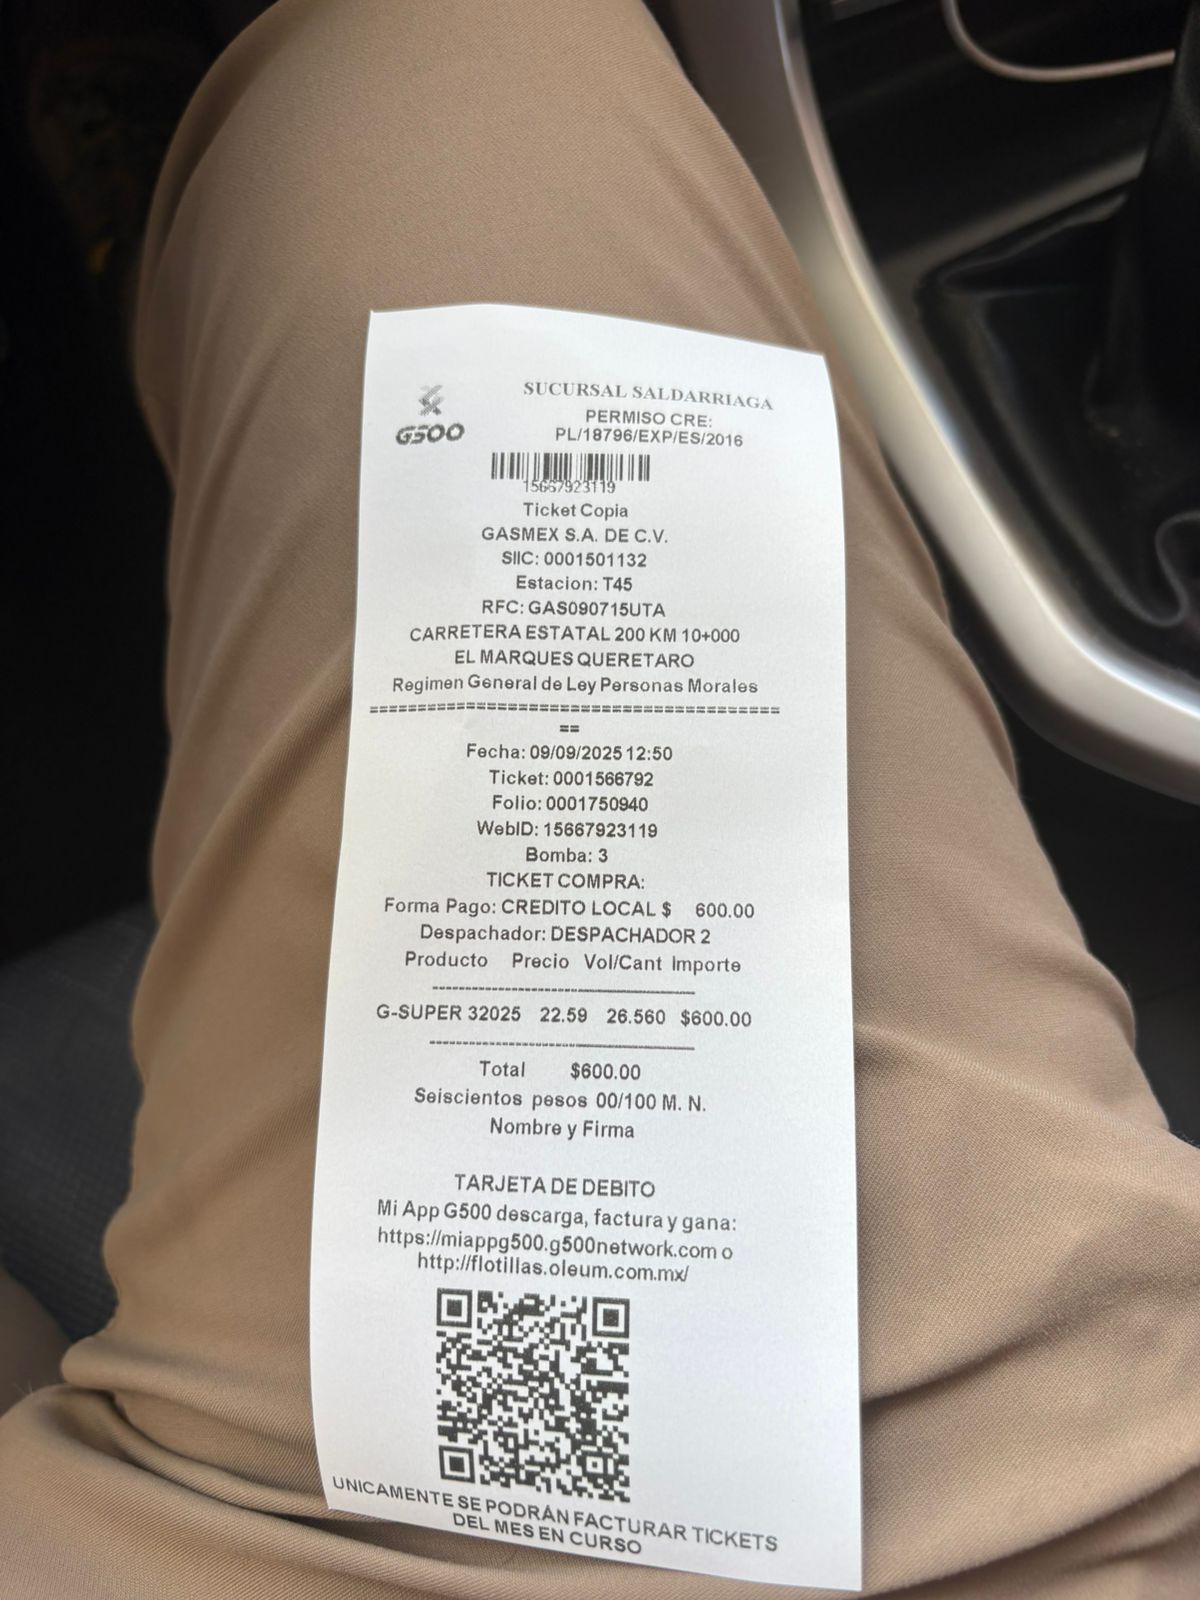 SUCURSAL SALDARRIAGA
G500
PERMISO CRE:
PL/18796/EXP/ES/2016
15667923119
Ticket Copia
GASMEX S.A. DE C.V.
SIIC: 0001501132
Estacion: T45
RFC: GAS090715UTA
CARRETERA ESTATAL 200 KM 10+000
EL MARQUES QUERETARO
Regimen General de Ley Personas Morales
==========================================
==
Fecha: 09/09/2025 12:50
Ticket: 0001566792
Folio: 0001750940
WebID: 15667923119
Bomba: 3
TICKET COMPRA:
Forma Pago: CREDITO LOCAL $ 600.00
Despachador: DESPACHADOR 2
Producto Precio Vol/Cant Importe
----------------------------------------
G-SUPER 32025 22.59 26.560 $600.00
----------------------------------------
Total $600.00
Seiscientos pesos 00/100 M. N.
Nombre y Firma
TARJETA DE DEBITO
Mi App G500 descarga, factura y gana:
https://miappg500.g500network.com o
http://flotillas.oleum.com.mx/
UNICAMENTE SE PODRÁN FACTURAR TICKETS
DEL MES EN CURSO